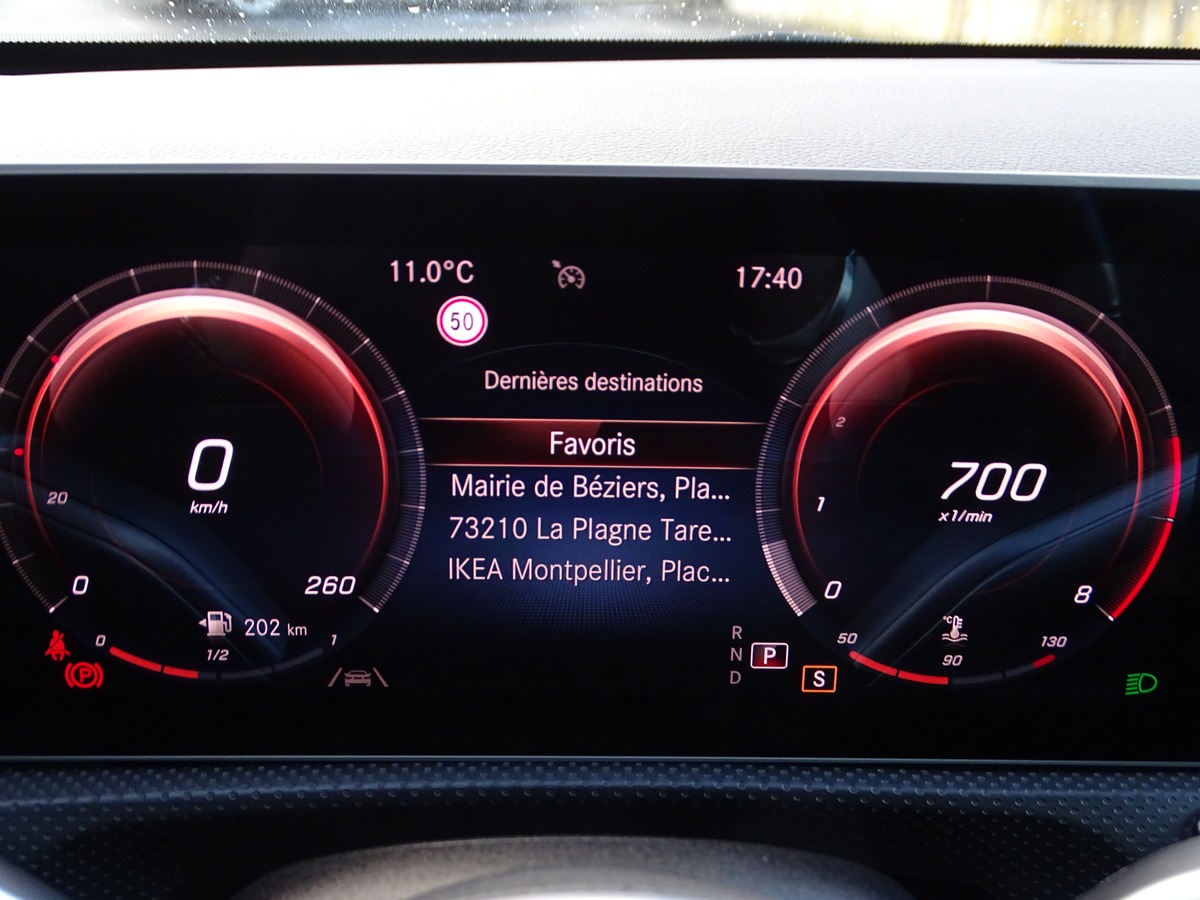 11.0°C
17:40
50
Dernières destinations
Favoris
Mairie de Béziers, Pla...
73210 La Plagne Tare...
IKEA Montpellier, Plac...
0
km/h
20
0
260
202 km
0
1/2
1
2
1
700
x1/min
0
8
R
N
D
P
S
50
°C
90
130
P